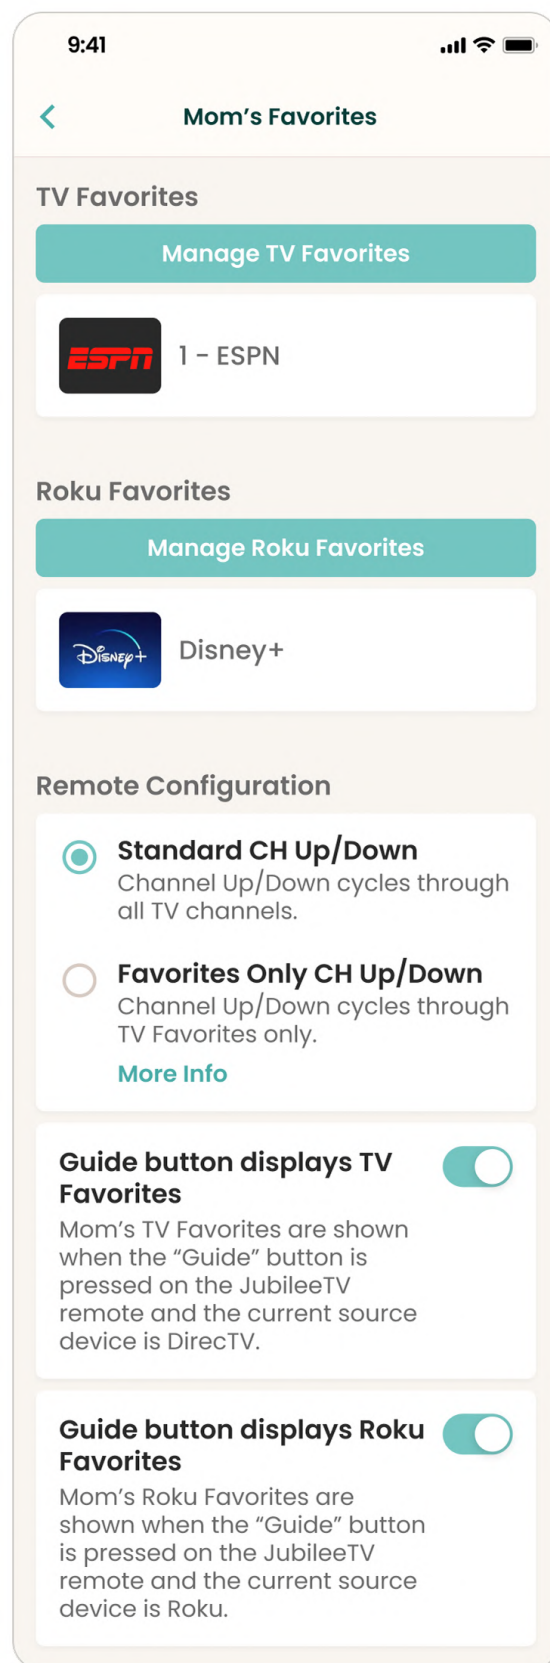 9:41
Mom's Favorites
TV Favorites
Manage TV Favorites
ESPN
1 – ESPN
Roku Favorites
Manage Roku Favorites
Disney+
Disney+
Remote Configuration
Standard CH Up/Down
Channel Up/Down cycles through
all TV channels.
Favorites Only CH Up/Down
Channel Up/Down cycles through
TV Favorites only.
More Info
Guide button displays TV
Favorites
Mom's TV Favorites are shown
when the “Guide” button is
pressed on the JubileeTV
remote and the current source
device is DirecTV.
Guide button displays Roku
Favorites
Mom's Roku Favorites are
shown when the “Guide” button
is pressed on the JubileeTV
remote and the current source
device is Roku.